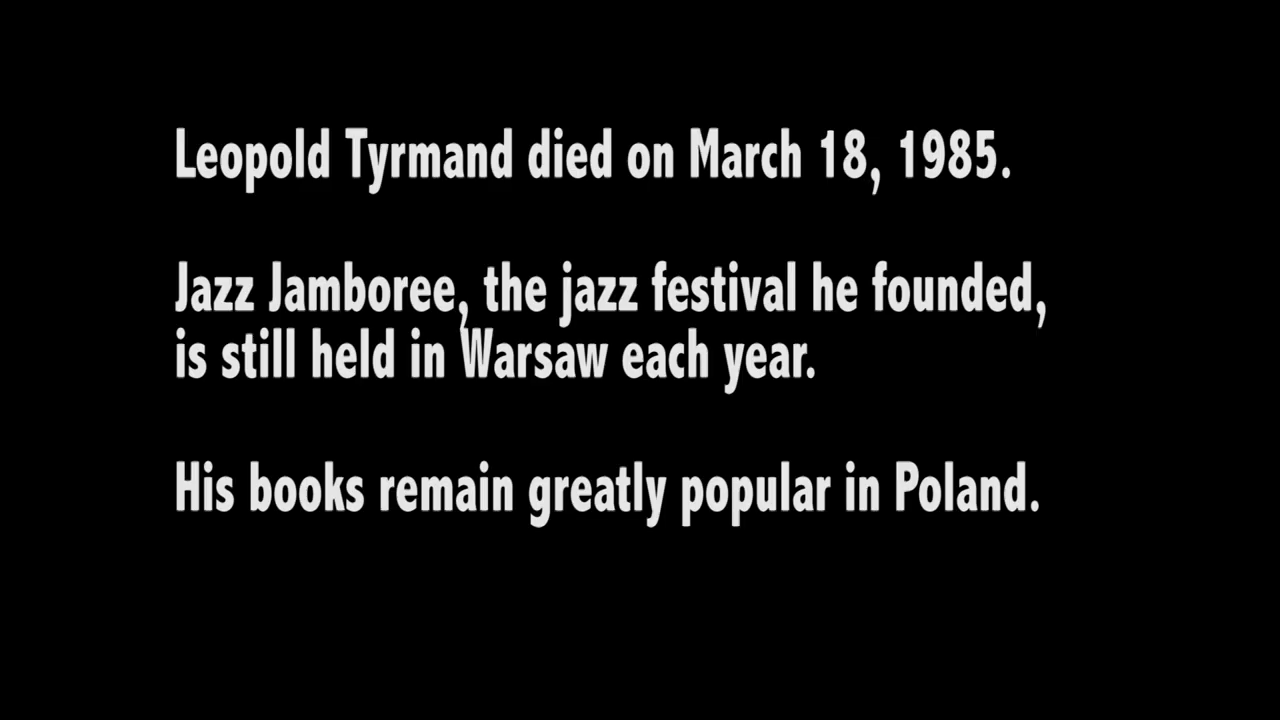 Leopold Tyrmand died on March 18, 1985.
Jazz Jamboree, the jazz festival he founded,
is still held in Warsaw each year.
His books remain greatly popular in Poland.